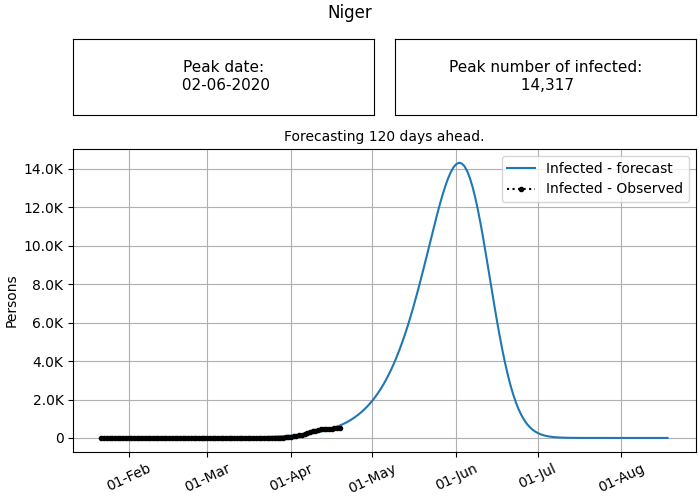 Niger
Peak date:
02-06-2020
Peak number of infected:
14,317
Forecasting 120 days ahead.
Infected - forecast
Infected - Observed
Persons
14.0K
12.0K
10.0K
8.0K
6.0K
4.0K
2.0K
0
01-Feb
01-Mar
01-Apr
01-May
01-Jun
01-Jul
01-Aug